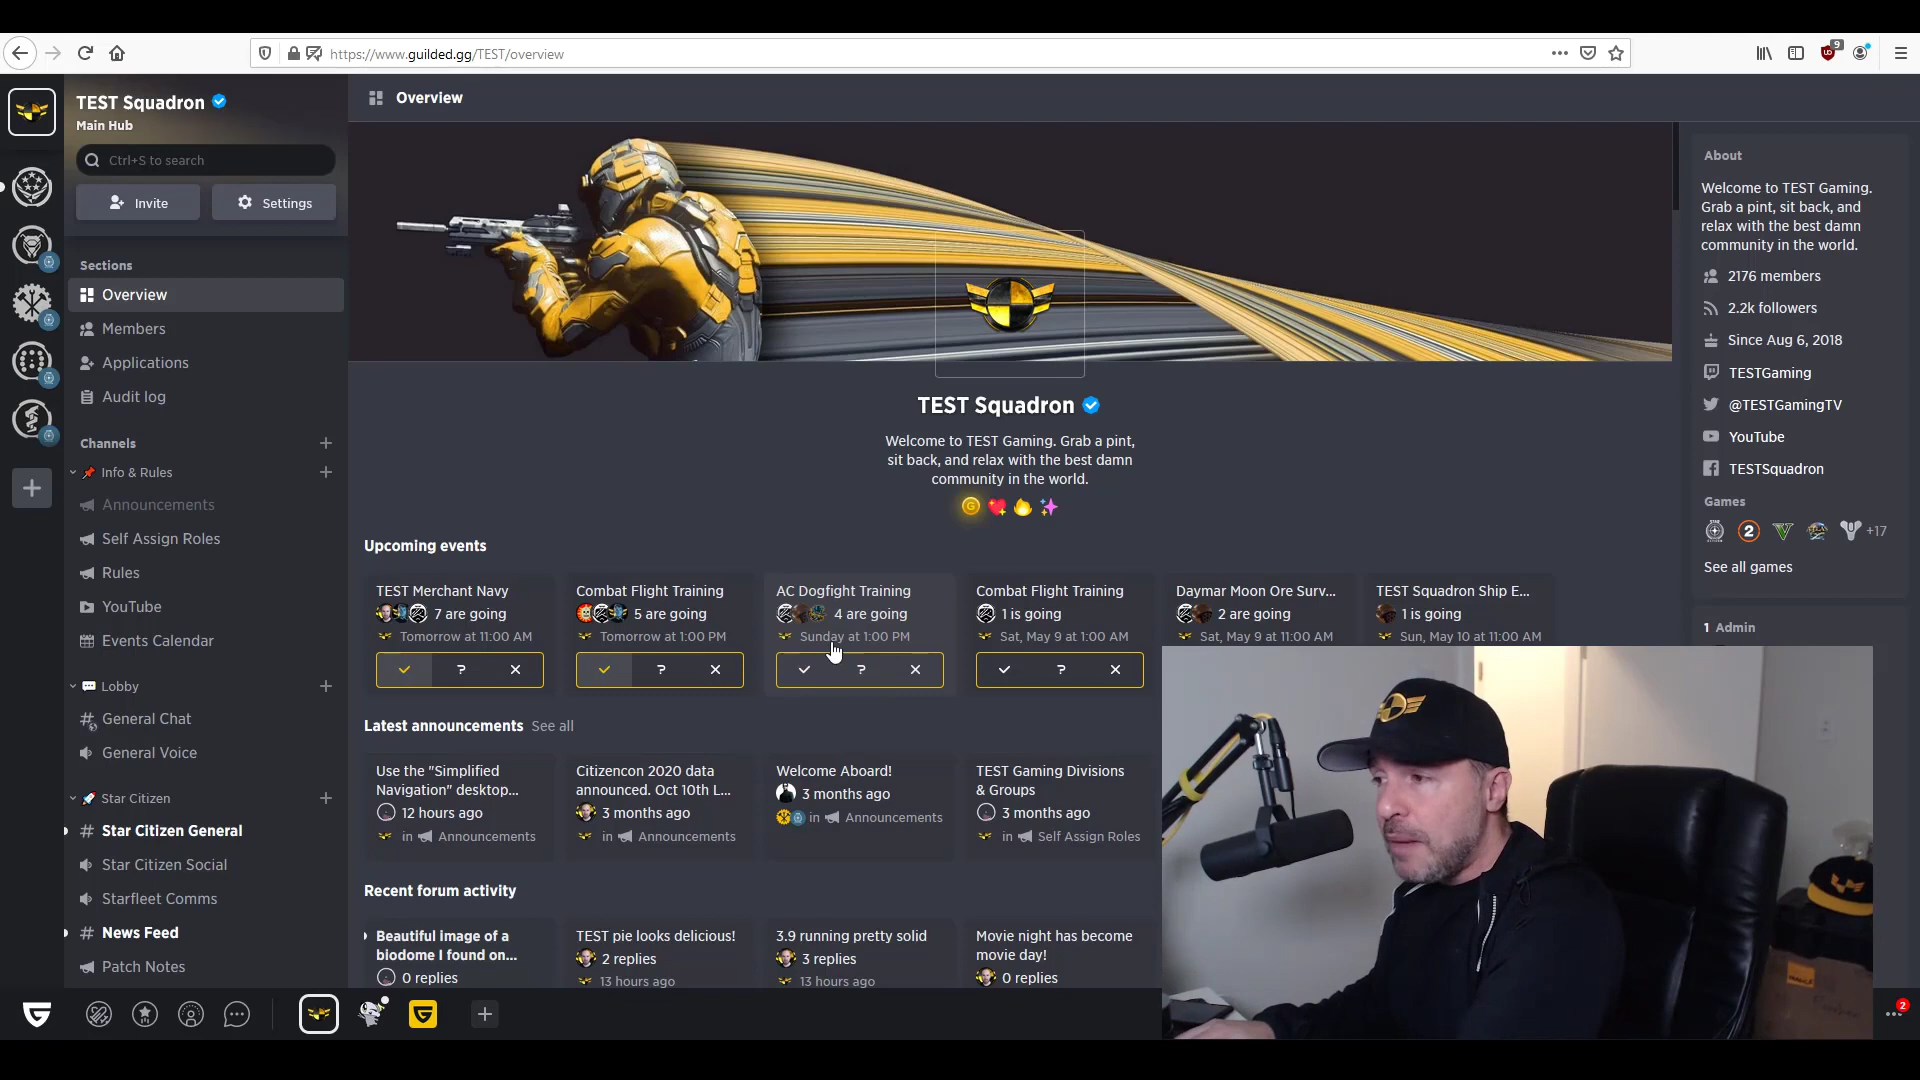 https://www.guilded.gg/TEST/overview
9
TEST Squadron
Main Hub
Ctrl+S to search
Invite
Settings
Sections
Overview
Members
Applications
Audit log
Channels
Info & Rules
Announcements
Self Assign Roles
Rules
YouTube
Events Calendar
Lobby
General Chat
General Voice
Star Citizen
# Star Citizen General
Star Citizen Social
Starfleet Comms
# News Feed
Patch Notes
Overview
TEST Squadron
Welcome to TEST Gaming. Grab a pint,
sit back, and relax with the best damn
community in the world.
G
Upcoming events
TEST Merchant Navy
7 are going
Tomorrow at 11:00 AM
?
Combat Flight Training
5 are going
Tomorrow at 1:00 PM
?
AC Dogfight Training
4 are going
Sunday at 1:00 PM
?
Combat Flight Training
1 is going
Sat, May 9 at 1:00 AM
?
Daymar Moon Ore Surv...
2 are going
Sat, May 9 at 11:00 AM
TEST Squadron Ship E...
1 is going
Sun, May 10 at 11:00 AM
Latest announcements See all
Use the "Simplified
Navigation" desktop...
12 hours ago
in Announcements
Citizencon 2020 data
announced. Oct 10th L...
3 months ago
in Announcements
Welcome Aboard!
3 months ago
in Announcements
TEST Gaming Divisions
& Groups
3 months ago
in Self Assign Roles
Recent forum activity
Beautiful image of a
biodome I found on...
0 replies
TEST pie looks delicious!
2 replies
13 hours ago
3.9 running pretty solid
3 replies
13 hours ago
Movie night has become
movie day!
0 replies
About
Welcome to TEST Gaming.
Grab a pint, sit back, and
relax with the best damn
community in the world.
2176 members
2.2k followers
Since Aug 6, 2018
TESTGaming
@TESTGamingTV
YouTube
TESTSquadron
Games
2
+17
See all games
1 Admin
2